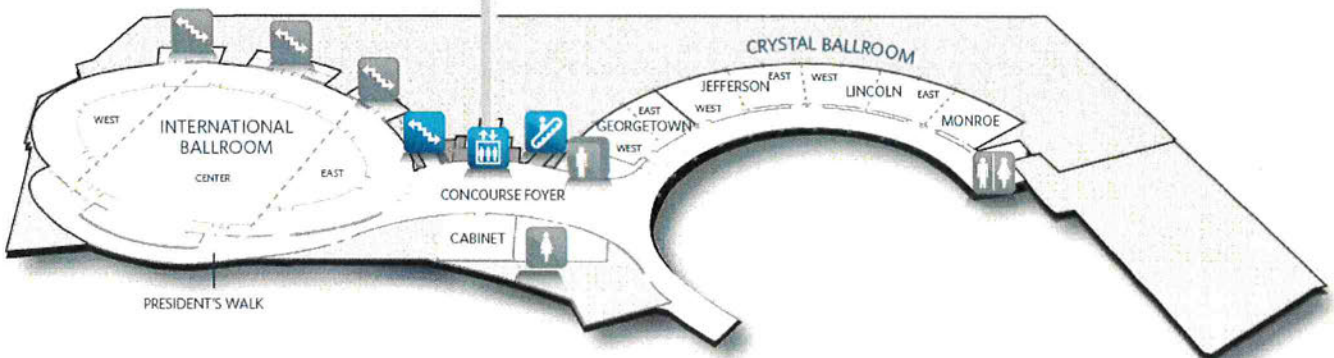 CRYSTAL BALLROOM
WEST
INTERNATIONAL
BALLROOM
CENTER
EAST
CONCOURSE FOYER
CABINET
PRESIDENT'S WALK
EAST
GEORGETOWN
WEST
JEFFERSON
WEST
EAST
WEST
LINCOLN
EAST
MONROE